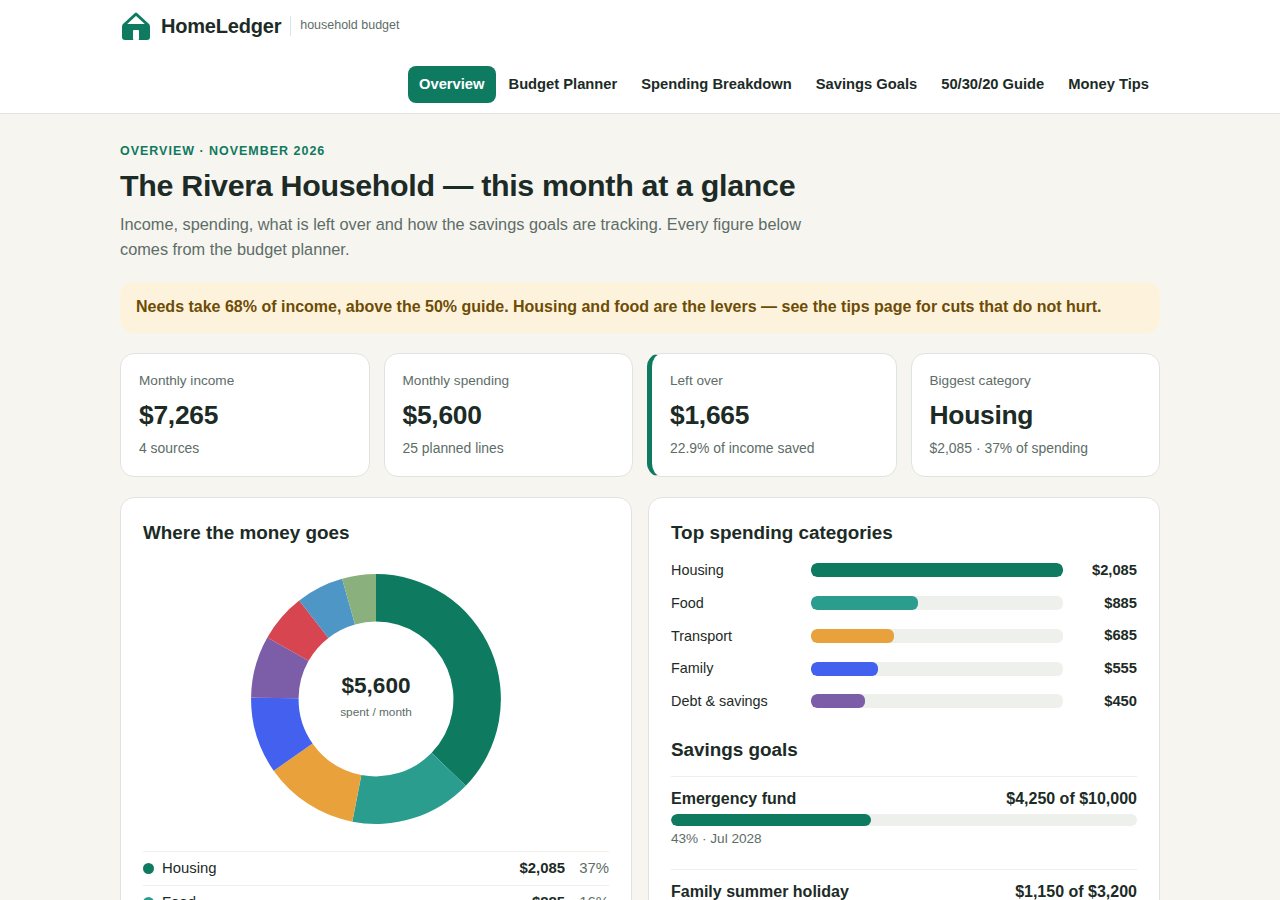 HomeLedger
household budget
Overview
Budget Planner
Spending Breakdown
Savings Goals
50/30/20 Guide
Money Tips
OVERVIEW · NOVEMBER 2026
The Rivera Household — this month at a glance
Income, spending, what is left over and how the savings goals are tracking. Every figure below
comes from the budget planner.
Needs take 68% of income, above the 50% guide. Housing and food are the levers — see the tips page for cuts that do not hurt.
Monthly income
$7,265
4 sources
Monthly spending
$5,600
25 planned lines
Left over
$1,665
22.9% of income saved
Biggest category
Housing
$2,085 · 37% of spending
Where the money goes
$5,600
spent / month
Housing $2,085 37%
Food $885 16%
Top spending categories
Housing $2,085
Food $885
Transport $685
Family $555
Debt & savings $450
Savings goals
Emergency fund $4,250 of $10,000
43% · Jul 2028
Family summer holiday $1,150 of $3,200